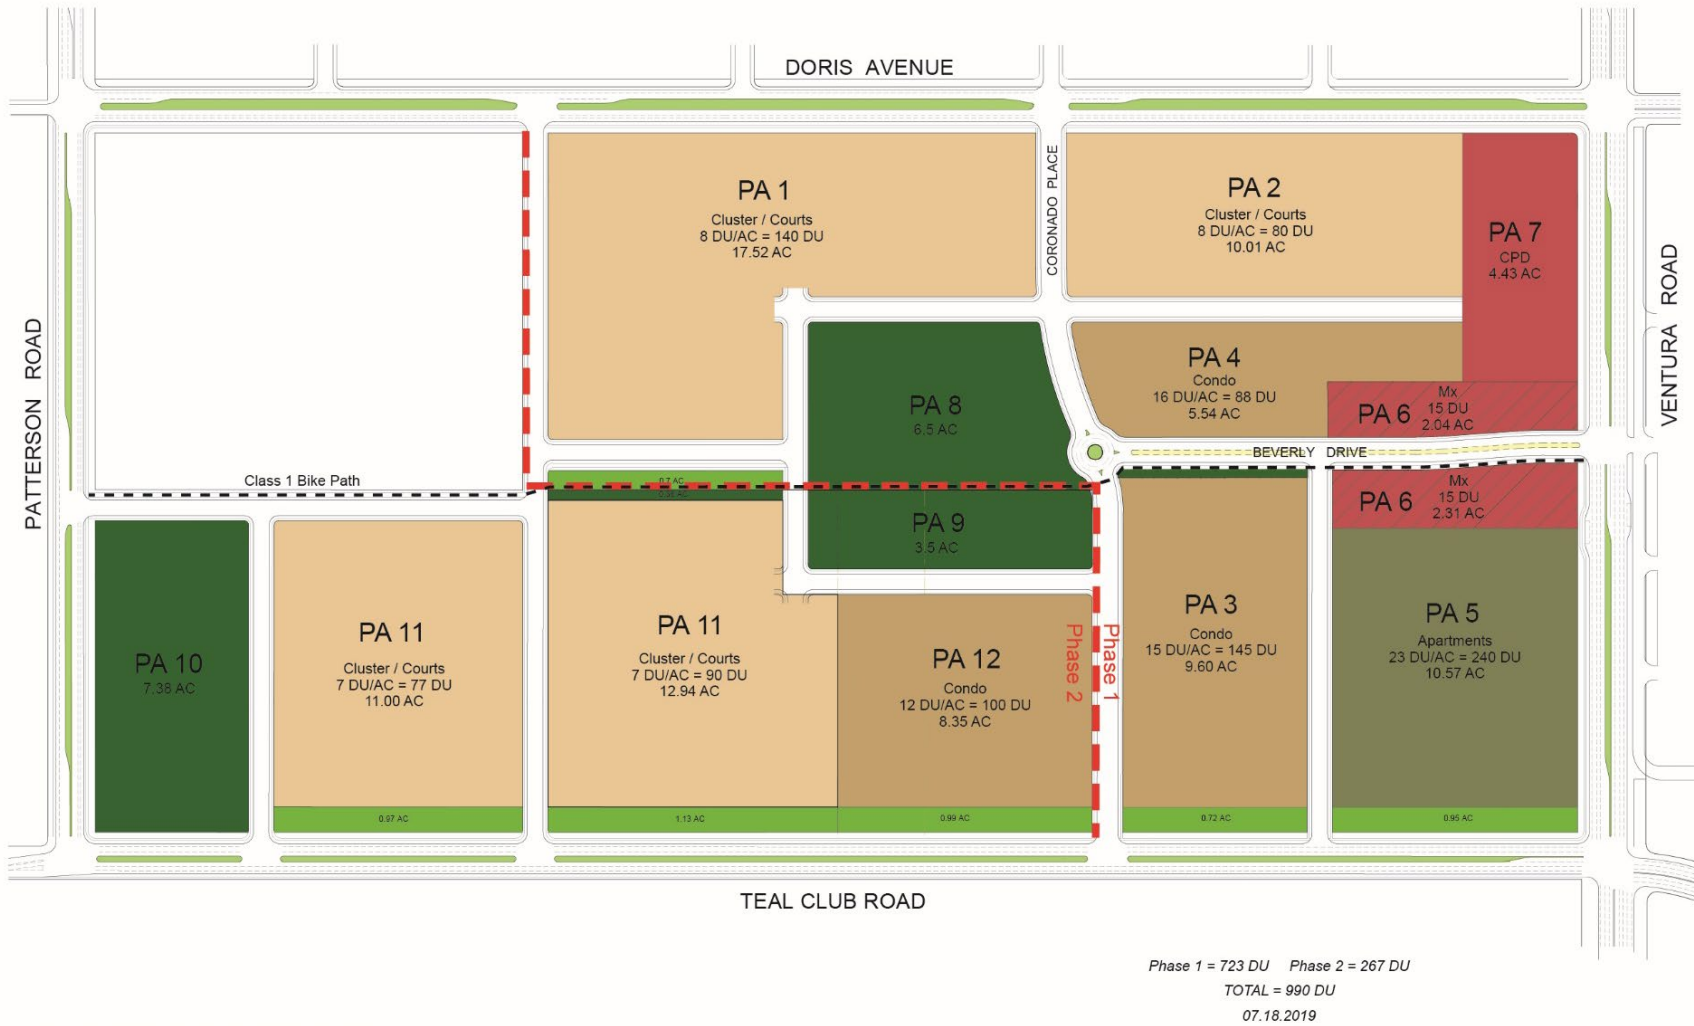 DORIS AVENUE
PATTERSON ROAD
CORONADO PLACE
VENTURA ROAD
PA 1
Cluster / Courts
8 DU/AC = 140 DU
17.52 AC
PA 2
Cluster / Courts
8 DU/AC = 80 DU
10.01 AC
PA 7
CPD
4.43 AC
PA 4
Condo
16 DU/AC = 88 DU
5.54 AC
PA 8
6.5 AC
PA 6
Mx
15 DU
2.04 AC
BEVERLY DRIVE
Class 1 Bike Path
0.7 AC
PA 6
Mx
15 DU
2.31 AC
PA 9
3.5 AC
PA 10
7.38 AC
PA 11
Cluster / Courts
7 DU/AC = 77 DU
11.00 AC
PA 11
Cluster / Courts
7 DU/AC = 90 DU
12.94 AC
PA 12
Condo
12 DU/AC = 100 DU
8.35 AC
Phase 2
Phase 1
PA 3
Condo
15 DU/AC = 145 DU
9.60 AC
PA 5
Apartments
23 DU/AC = 240 DU
10.57 AC
0.97 AC
1.13 AC
0.99 AC
0.72 AC
0.95 AC
TEAL CLUB ROAD
Phase 1 = 723 DU Phase 2 = 267 DU
TOTAL = 990 DU
07.18.2019